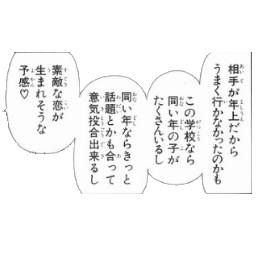 相手が年上だから
うまく行かなかったのかも
この学校なら
同い年の子が
たくさんいるし
同い年ならきっと
話題とかも合って
意気投合出来るし
素敵な恋が
生まれそうな
予感♡